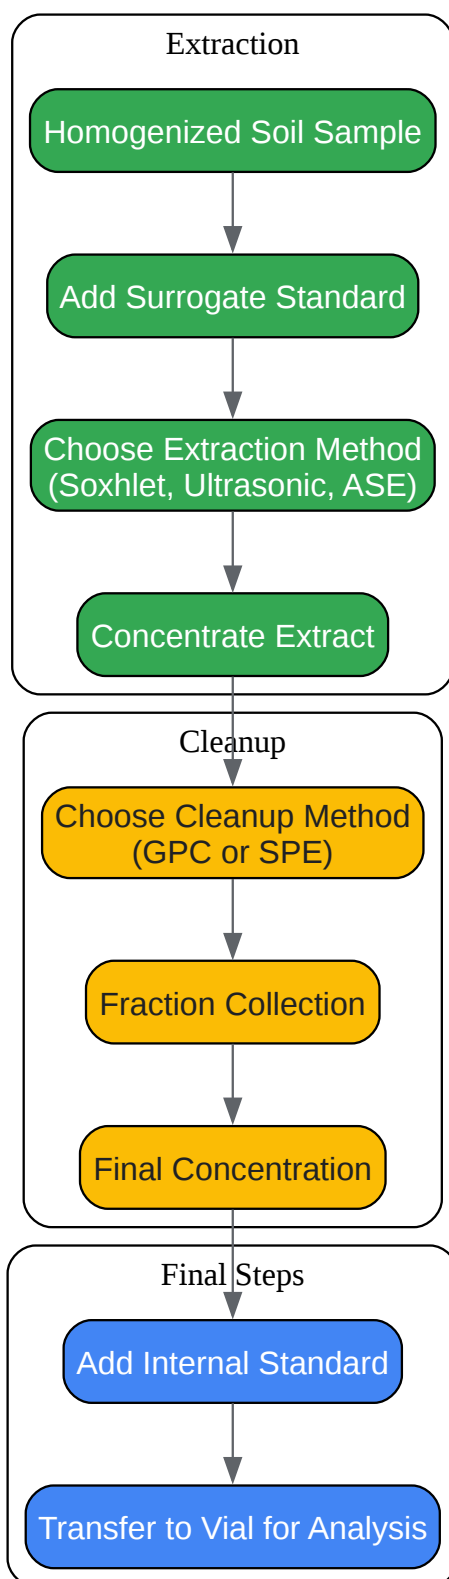 Extraction
Homogenized Soil Sample
Add Surrogate Standard
Choose Extraction Method
(Soxhlet, Ultrasonic, ASE)
Concentrate Extract
Cleanup
Choose Cleanup Method
(GPC or SPE)
Fraction Collection
Final Concentration
Final Steps
Add Internal Standard
Transfer to Vial for Analysis